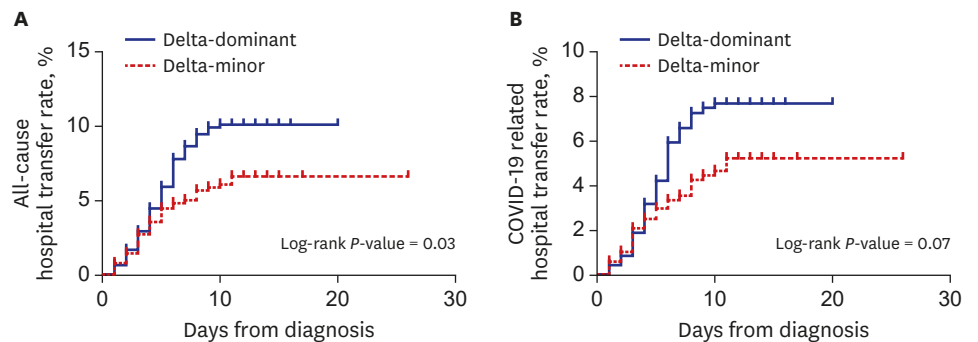 A
Delta-dominant
Delta-minor
All-cause
hospital transfer rate, %
15
10
5
0
Log-rank P-value = 0.03
0 10 20 30
Days from diagnosis
B
Delta-dominant
Delta-minor
COVID-19 related
hospital transfer rate, %
10
8
6
4
2
0
Log-rank P-value = 0.07
0 10 20 30
Days from diagnosis